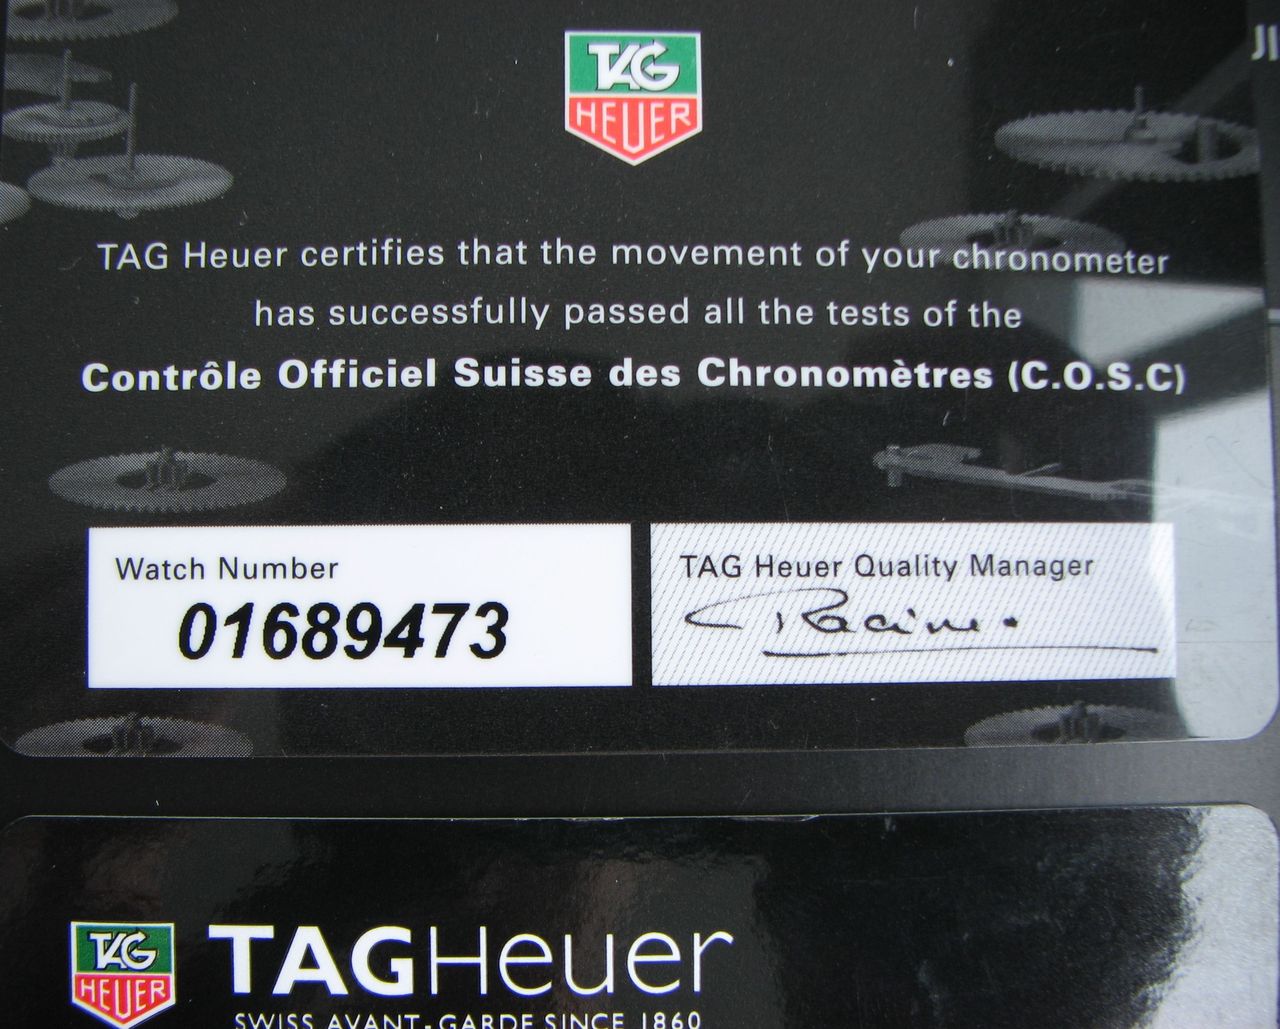 TAG
HEUER
JI
TAG Heuer certifies that the movement of your chronometer
has successfully passed all the tests of the
Contrôle Officiel Suisse des Chronomètres (C.O.S.C)
Watch Number
01689473
TAG Heuer Quality Manager
Racine.
TAG
HEUER
TAGHeuer
SWISS AVANT-GARDE SINCE 1860